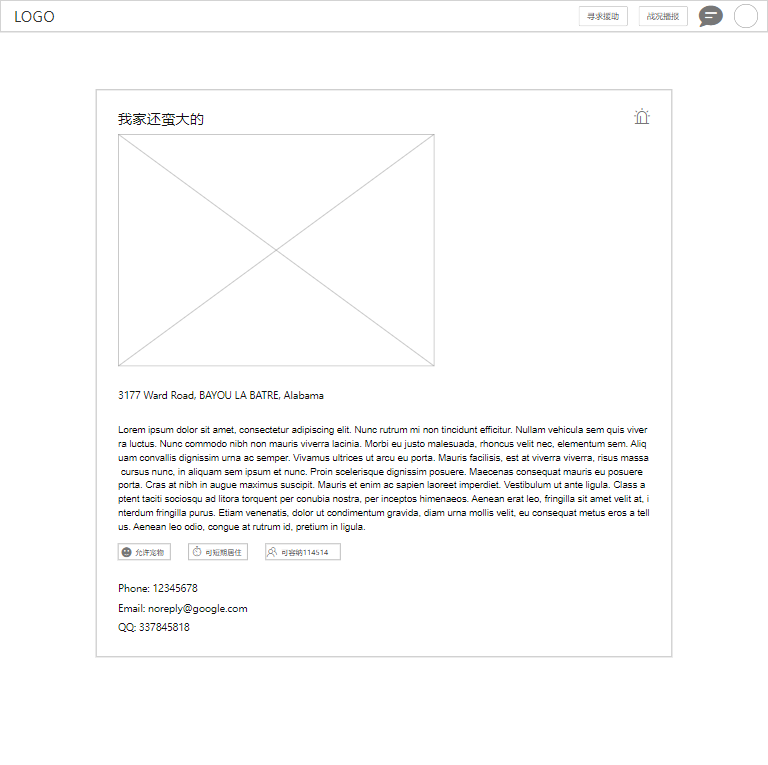 LOGO
寻求援助
战况播报
我家还蛮大的
3177 Ward Road, BAYOU LA BATRE, Alabama
Lorem ipsum dolor sit amet, consectetur adipiscing elit. Nunc rutrum mi non tincidunt efficitur. Nullam vehicula sem quis viver
ra luctus. Nunc commodo nibh non mauris viverra lacinia. Morbi eu justo malesuada, rhoncus velit nec, elementum sem. Aliq
uam convallis dignissim urna ac semper. Vivamus ultrices ut arcu eu porta. Mauris facilisis, est at viverra viverra, risus massa
cursus nunc, in aliquam sem ipsum et nunc. Proin scelerisque dignissim posuere. Maecenas consequat mauris eu posuere
porta. Cras at nibh in augue maximus suscipit. Mauris et enim ac sapien laoreet imperdiet. Vestibulum ut ante ligula. Class a
ptent taciti sociosqu ad litora torquent per conubia nostra, per inceptos himenaeos. Aenean erat leo, fringilla sit amet velit at, i
nterdum fringilla purus. Etiam venenatis, dolor ut condimentum gravida, diam urna mollis velit, eu consequat metus eros a tell
us. Aenean leo odio, congue at rutrum id, pretium in ligula.
允许宠物
可短期居住
可容纳114514
Phone: 12345678
Email: noreply@google.com
QQ: 337845818